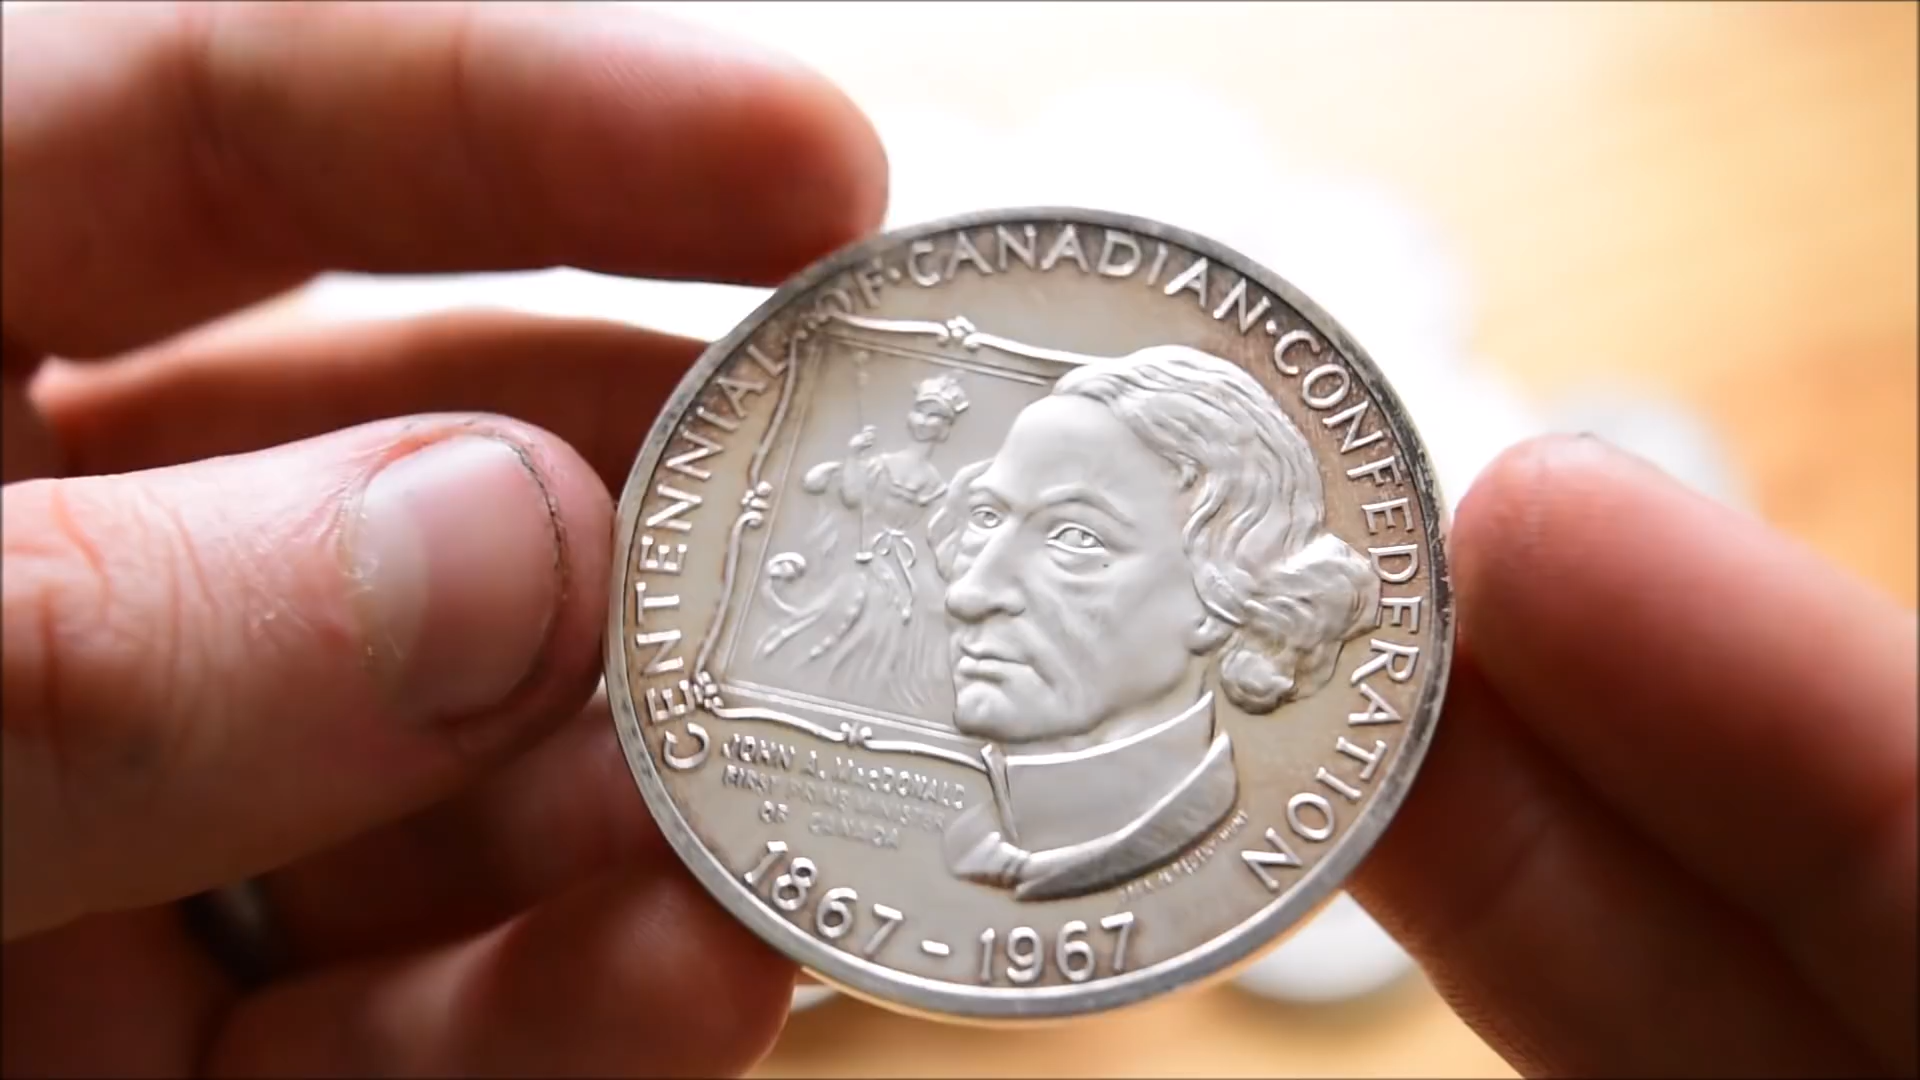 CENTENNIAL·OF·CANADIAN·CONFEDERATION
JOHN A. MACDONALD
FIRST PRIME MINISTER
OF CANADA
1867-1967